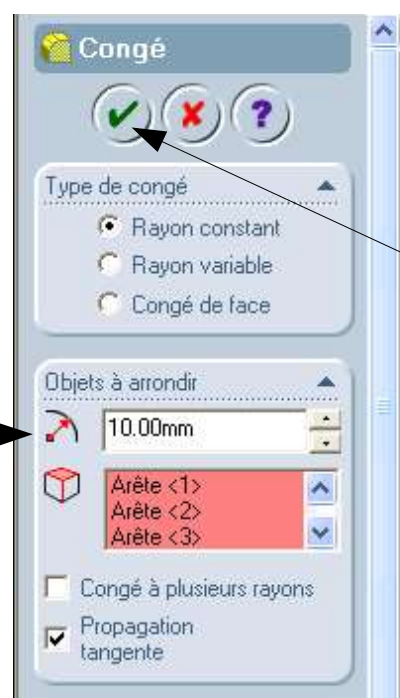 Congé
?
Type de congé
Rayon constant
Rayon variable
Congé de face
Objets à arrondir
10.00mm
Arête <1>
Arête <2>
Arête <3>
Congé à plusieurs rayons
Propagation
tangente